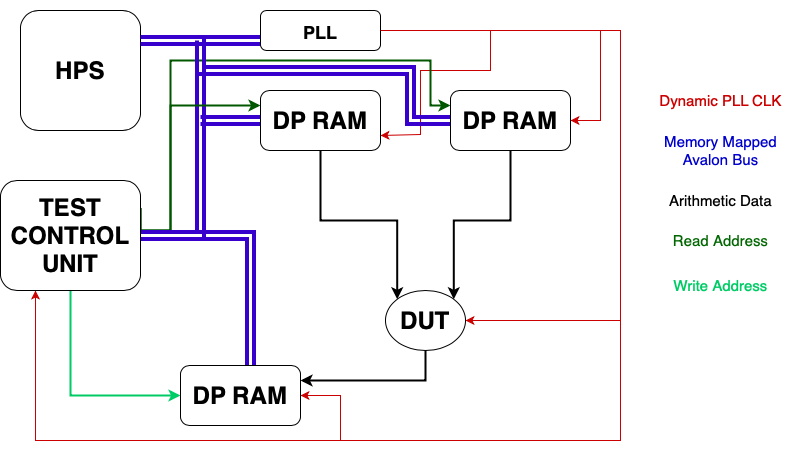 PLL
HPS
DP RAM
DP RAM
TEST
CONTROL
UNIT
DUT
DP RAM
Dynamic PLL CLK
Memory Mapped
Avalon Bus
Arithmetic Data
Read Address
Write Address